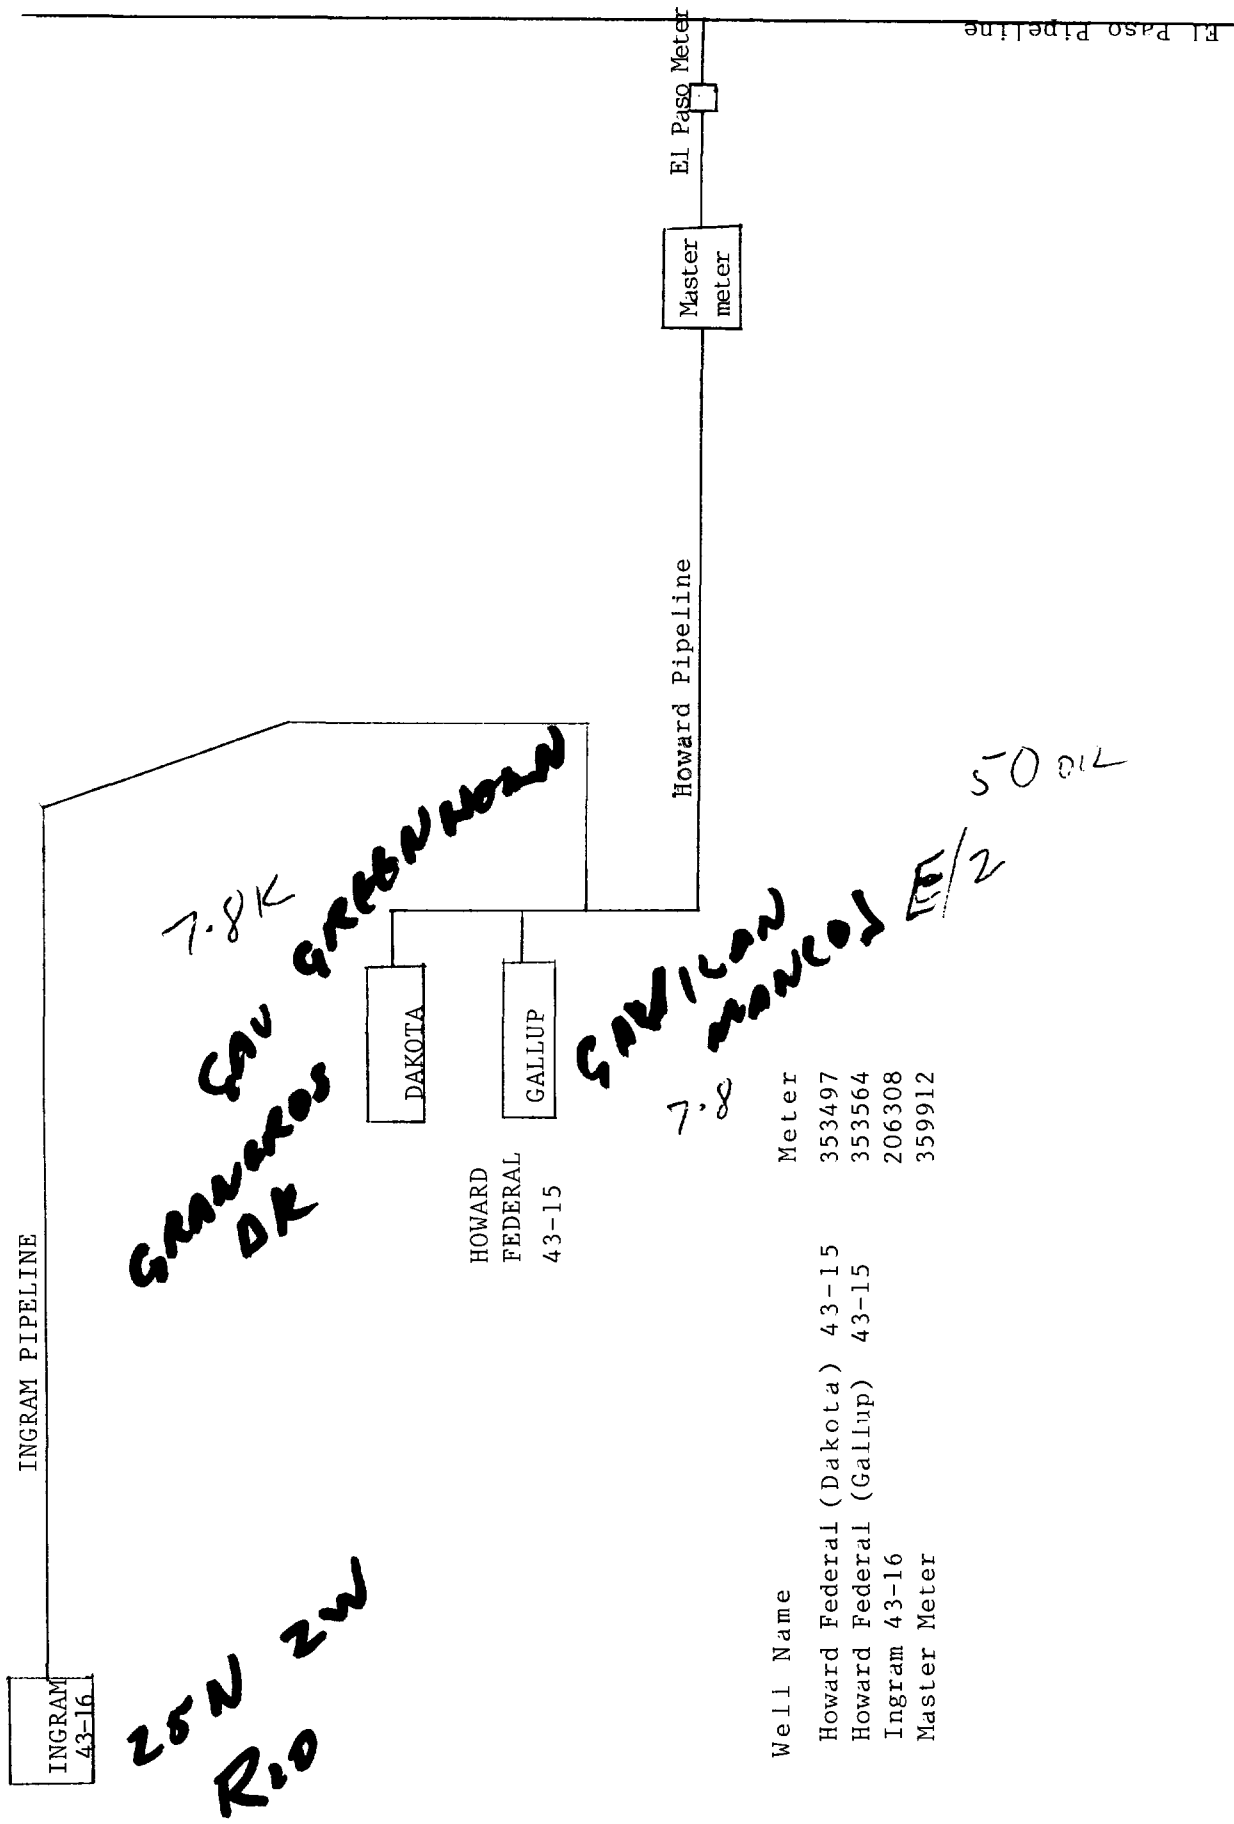 El Paso Pipeline
El Paso Meter
Master
meter
Howard Pipeline
INGRAM PIPELINE
INGRAM
43-16
25N 2W
RIO
7.8K
GAV GREENHORN
GRANEROS
DK
DAKOTA
GALLUP
HOWARD
FEDERAL
43-15
GAVILAN
MANCOS E/2
7.8
50 OIL
Well Name Meter
Howard Federal (Dakota) 43-15 353497
Howard Federal (Gallup) 43-15 353564
Ingram 43-16 206308
Master Meter 359912